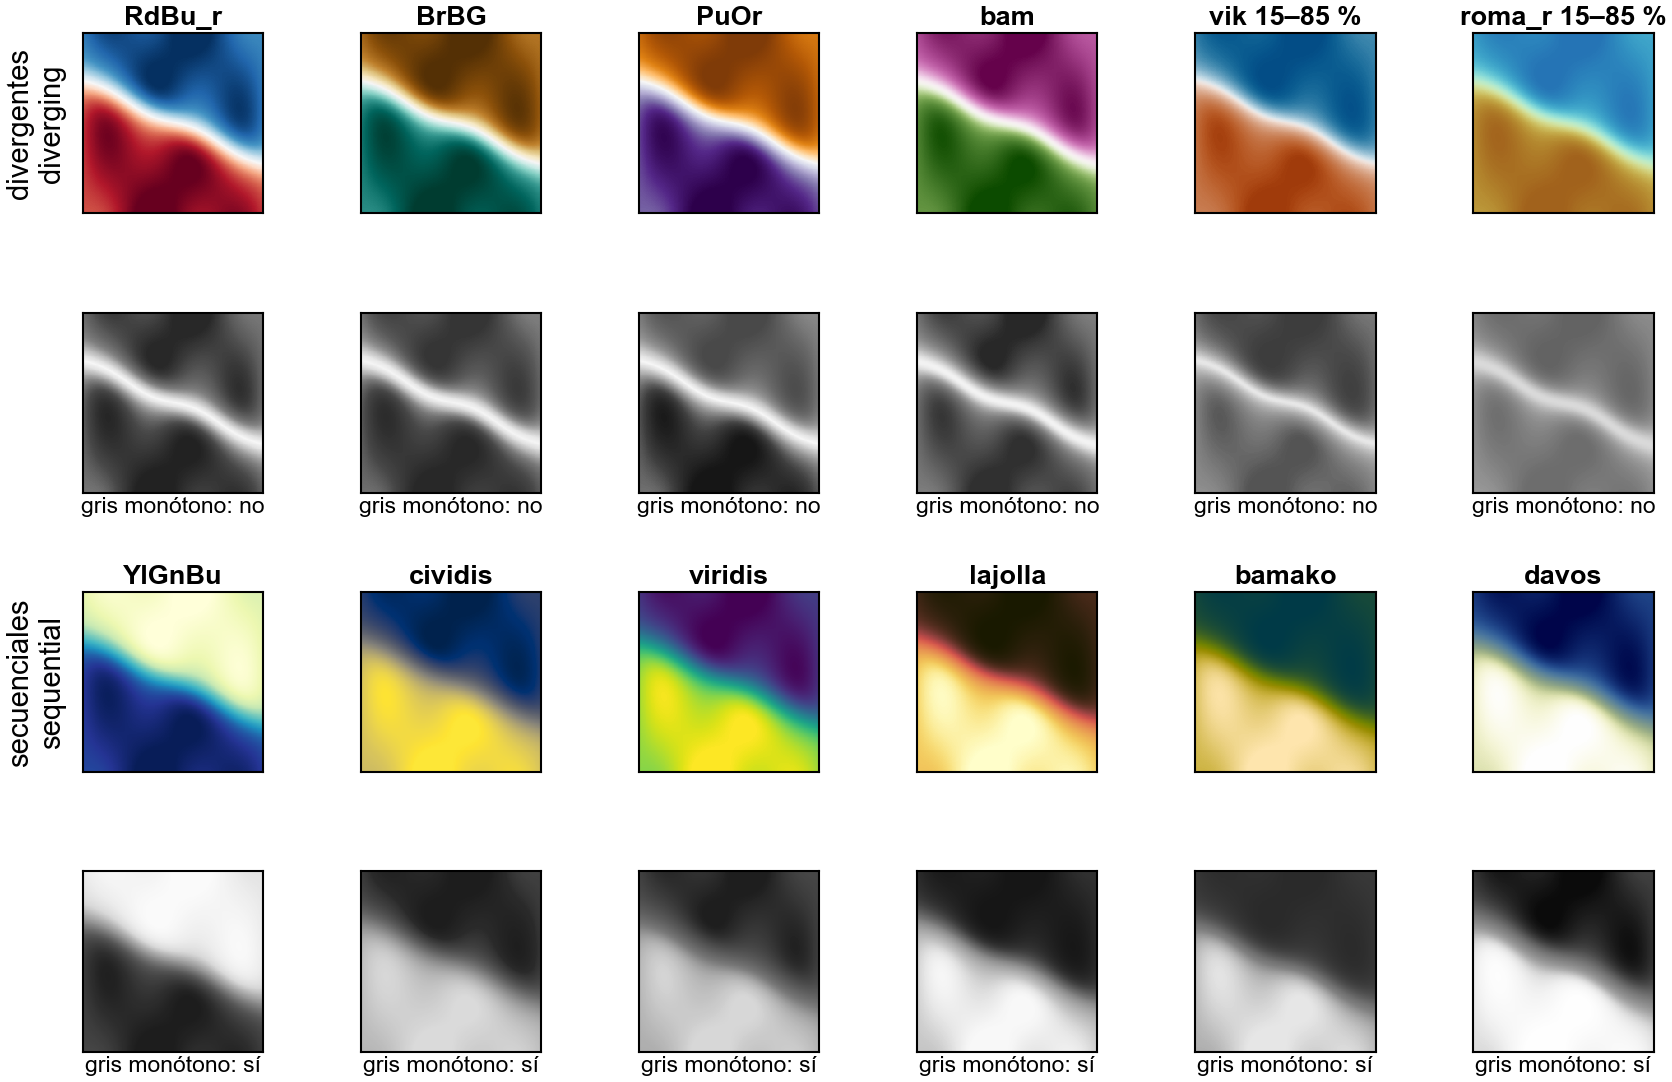 RdBu_r
BrBG
PuOr
bam
vik 15–85 %
roma_r 15–85 %
divergentes
diverging
gris monótono: no
gris monótono: no
gris monótono: no
gris monótono: no
gris monótono: no
gris monótono: no
YlGnBu
cividis
viridis
lajolla
bamako
davos
secuenciales
sequential
gris monótono: sí
gris monótono: sí
gris monótono: sí
gris monótono: sí
gris monótono: sí
gris monótono: sí